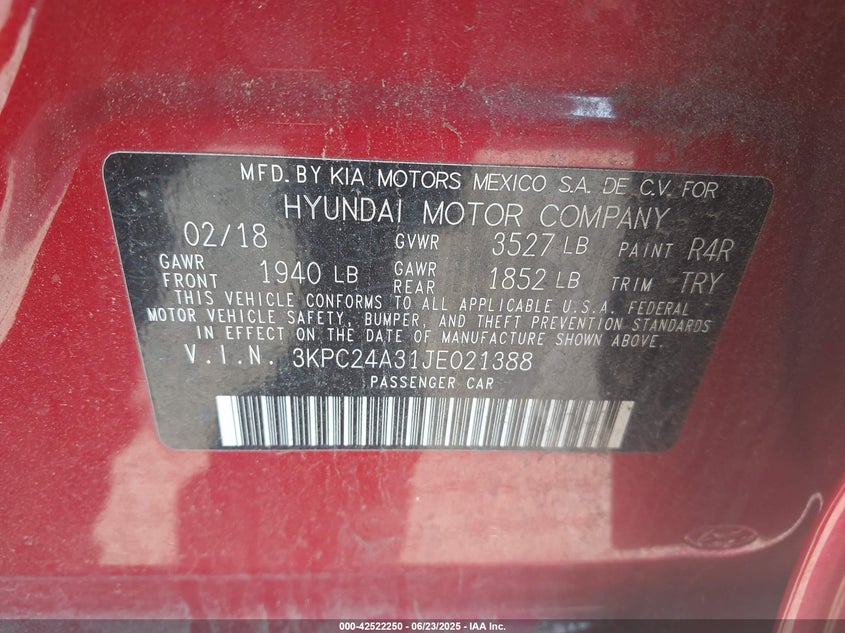 MFD. BY KIA MOTORS MEXICO S.A. DE C.V. FOR
HYUNDAI MOTOR COMPANY
02/18 GVWR 3527 LB PAINT R4R
GAWR FRONT 1940 LB GAWR REAR 1852 LB TRIM TRY
THIS VEHICLE CONFORMS TO ALL APPLICABLE U.S.A. FEDERAL
MOTOR VEHICLE SAFETY, BUMPER, AND THEFT PREVENTION STANDARDS
IN EFFECT ON THE DATE OF MANUFACTURE SHOWN ABOVE.
V.I.N. 3KPC24A31JE021388
PASSENGER CAR
000-42522250 | 06/23/2025 - IAA Inc.